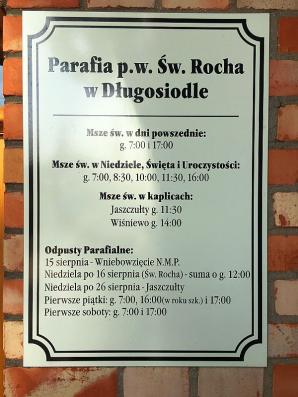 Parafia p.w. Św. Rocha
w Długosiodle
Msze św. w dni powszednie:
g. 7:00 i 17:00
Msze św. w Niedziele, Święta i Uroczystości:
g. 7:00, 8:30, 10:00, 11:30, 16:00
Msze św. w kaplicach:
Jaszczułty g. 11:30
Wiśniewo g. 14:00
Odpusty Parafialne:
15 sierpnia - Wniebowzięcie N.M.P.
Niedziela po 16 sierpnia (Św. Rocha) - suma o g. 12:00
Niedziela po 26 sierpnia - Jaszczułty
Pierwsze piątki: g. 7:00, 16:00 (w roku szk.) i 17:00
Pierwsze soboty: g. 7:00 i 17:00